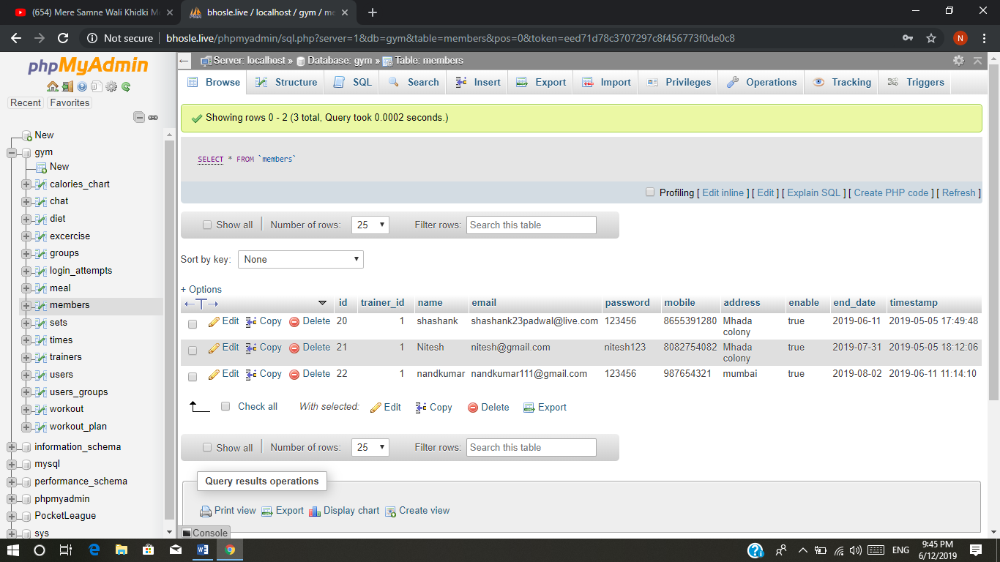 (654) Mere Samne Wali Khidki M
bhosle.live / localhost / gym / me
Not secure | bhosle.live/phpmyadmin/sql.php?server=1&db=gym&table=members&pos=0&token=eed71d78c3707297c8f456773f0de0c8
N
phpMyAdmin
Recent Favorites
New
gym
New
calories_chart
chat
diet
excercise
groups
login_attempts
meal
members
sets
times
trainers
users
users_groups
workout
workout_plan
information_schema
mysql
performance_schema
phpmyadmin
PocketLeague
sys
Server: localhost » Database: gym » Table: members
Browse Structure SQL Search Insert Export Import Privileges Operations Tracking Triggers
Showing rows 0 - 2 (3 total, Query took 0.0002 seconds.)
SELECT * FROM `members`
Profiling [ Edit inline ] [ Edit ] [ Explain SQL ] [ Create PHP code ] [ Refresh ]
Show all | Number of rows: 25 Filter rows: Search this table
Sort by key: None
+ Options
id trainer_id name email password mobile address enable end_date timestamp
Edit Copy Delete 20 1 shashank shashank23padwal@live.com 123456 8655391280 Mhada colony true 2019-06-11 2019-05-05 17:49:48
Edit Copy Delete 21 1 Nitesh nitesh@gmail.com nitesh123 8082754082 Mhada colony true 2019-07-31 2019-05-05 18:12:06
Edit Copy Delete 22 1 nandkumar nandkumar111@gmail.com 123456 987654321 mumbai true 2019-08-02 2019-06-11 11:14:10
Check all With selected: Edit Copy Delete Export
Show all | Number of rows: 25 Filter rows: Search this table
Query results operations
Print view Export Display chart Create view
Console
ENG
9:45 PM
6/12/2019